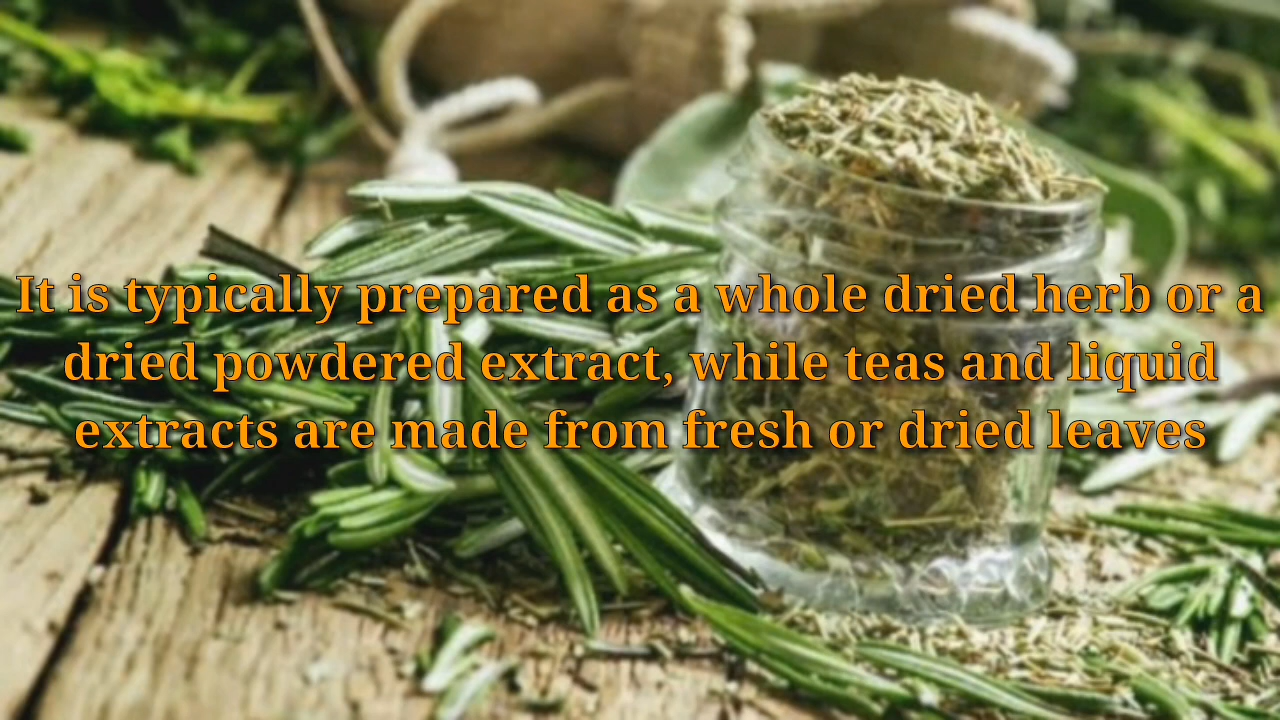 It is typically prepared as a whole dried herb or a
dried powdered extract, while teas and liquid
extracts are made from fresh or dried leaves